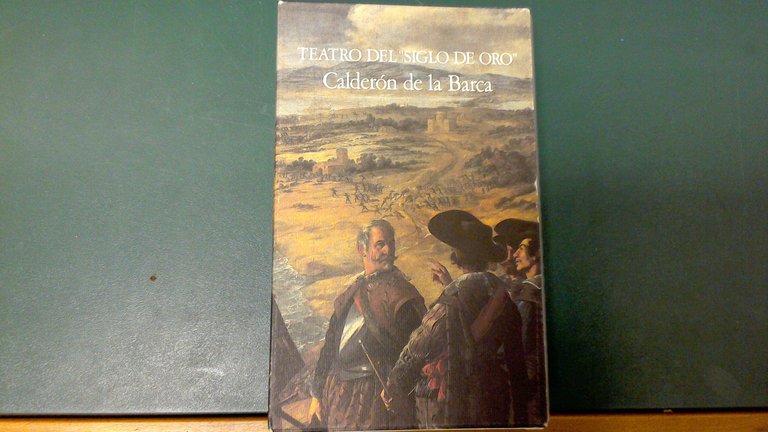 TEATRO DEL "SIGLO DE ORO"
Calderón de la Barca